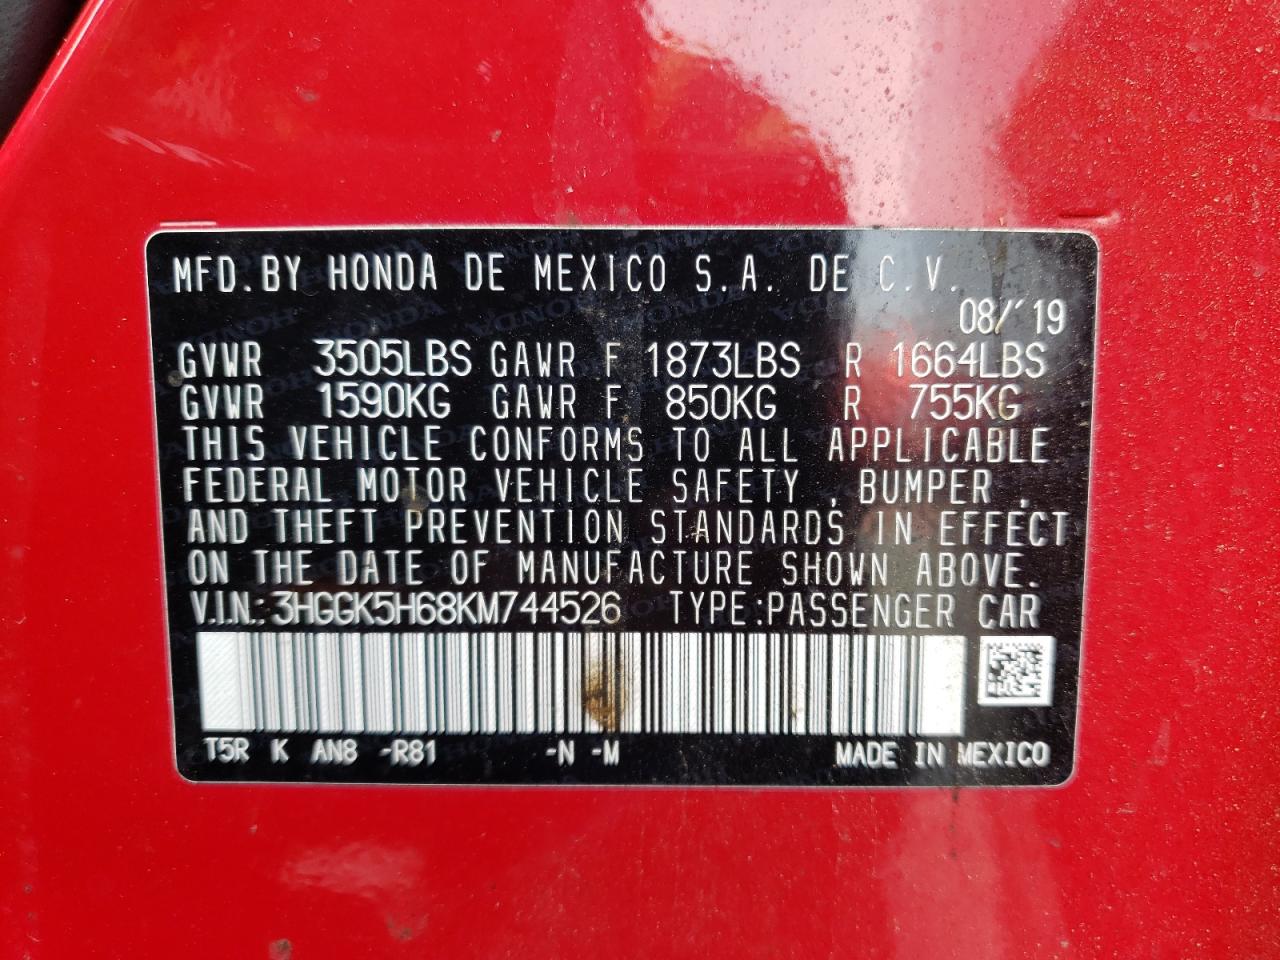 MFD. BY HONDA DE MEXICO S.A. DE C.V.
08/'19
GVWR 3505LBS GAWR F 1873LBS R 1664LBS
GVWR 1590KG GAWR F 850KG R 755KG
THIS VEHICLE CONFORMS TO ALL APPLICABLE
FEDERAL MOTOR VEHICLE SAFETY , BUMPER ,
AND THEFT PREVENTION STANDARDS IN EFFECT
ON THE DATE OF MANUFACTURE SHOWN ABOVE.
V.I.N.: 3HGGK5H68KM744526 TYPE:PASSENGER CAR
T5R K AN8 -R81 -N -M MADE IN MEXICO